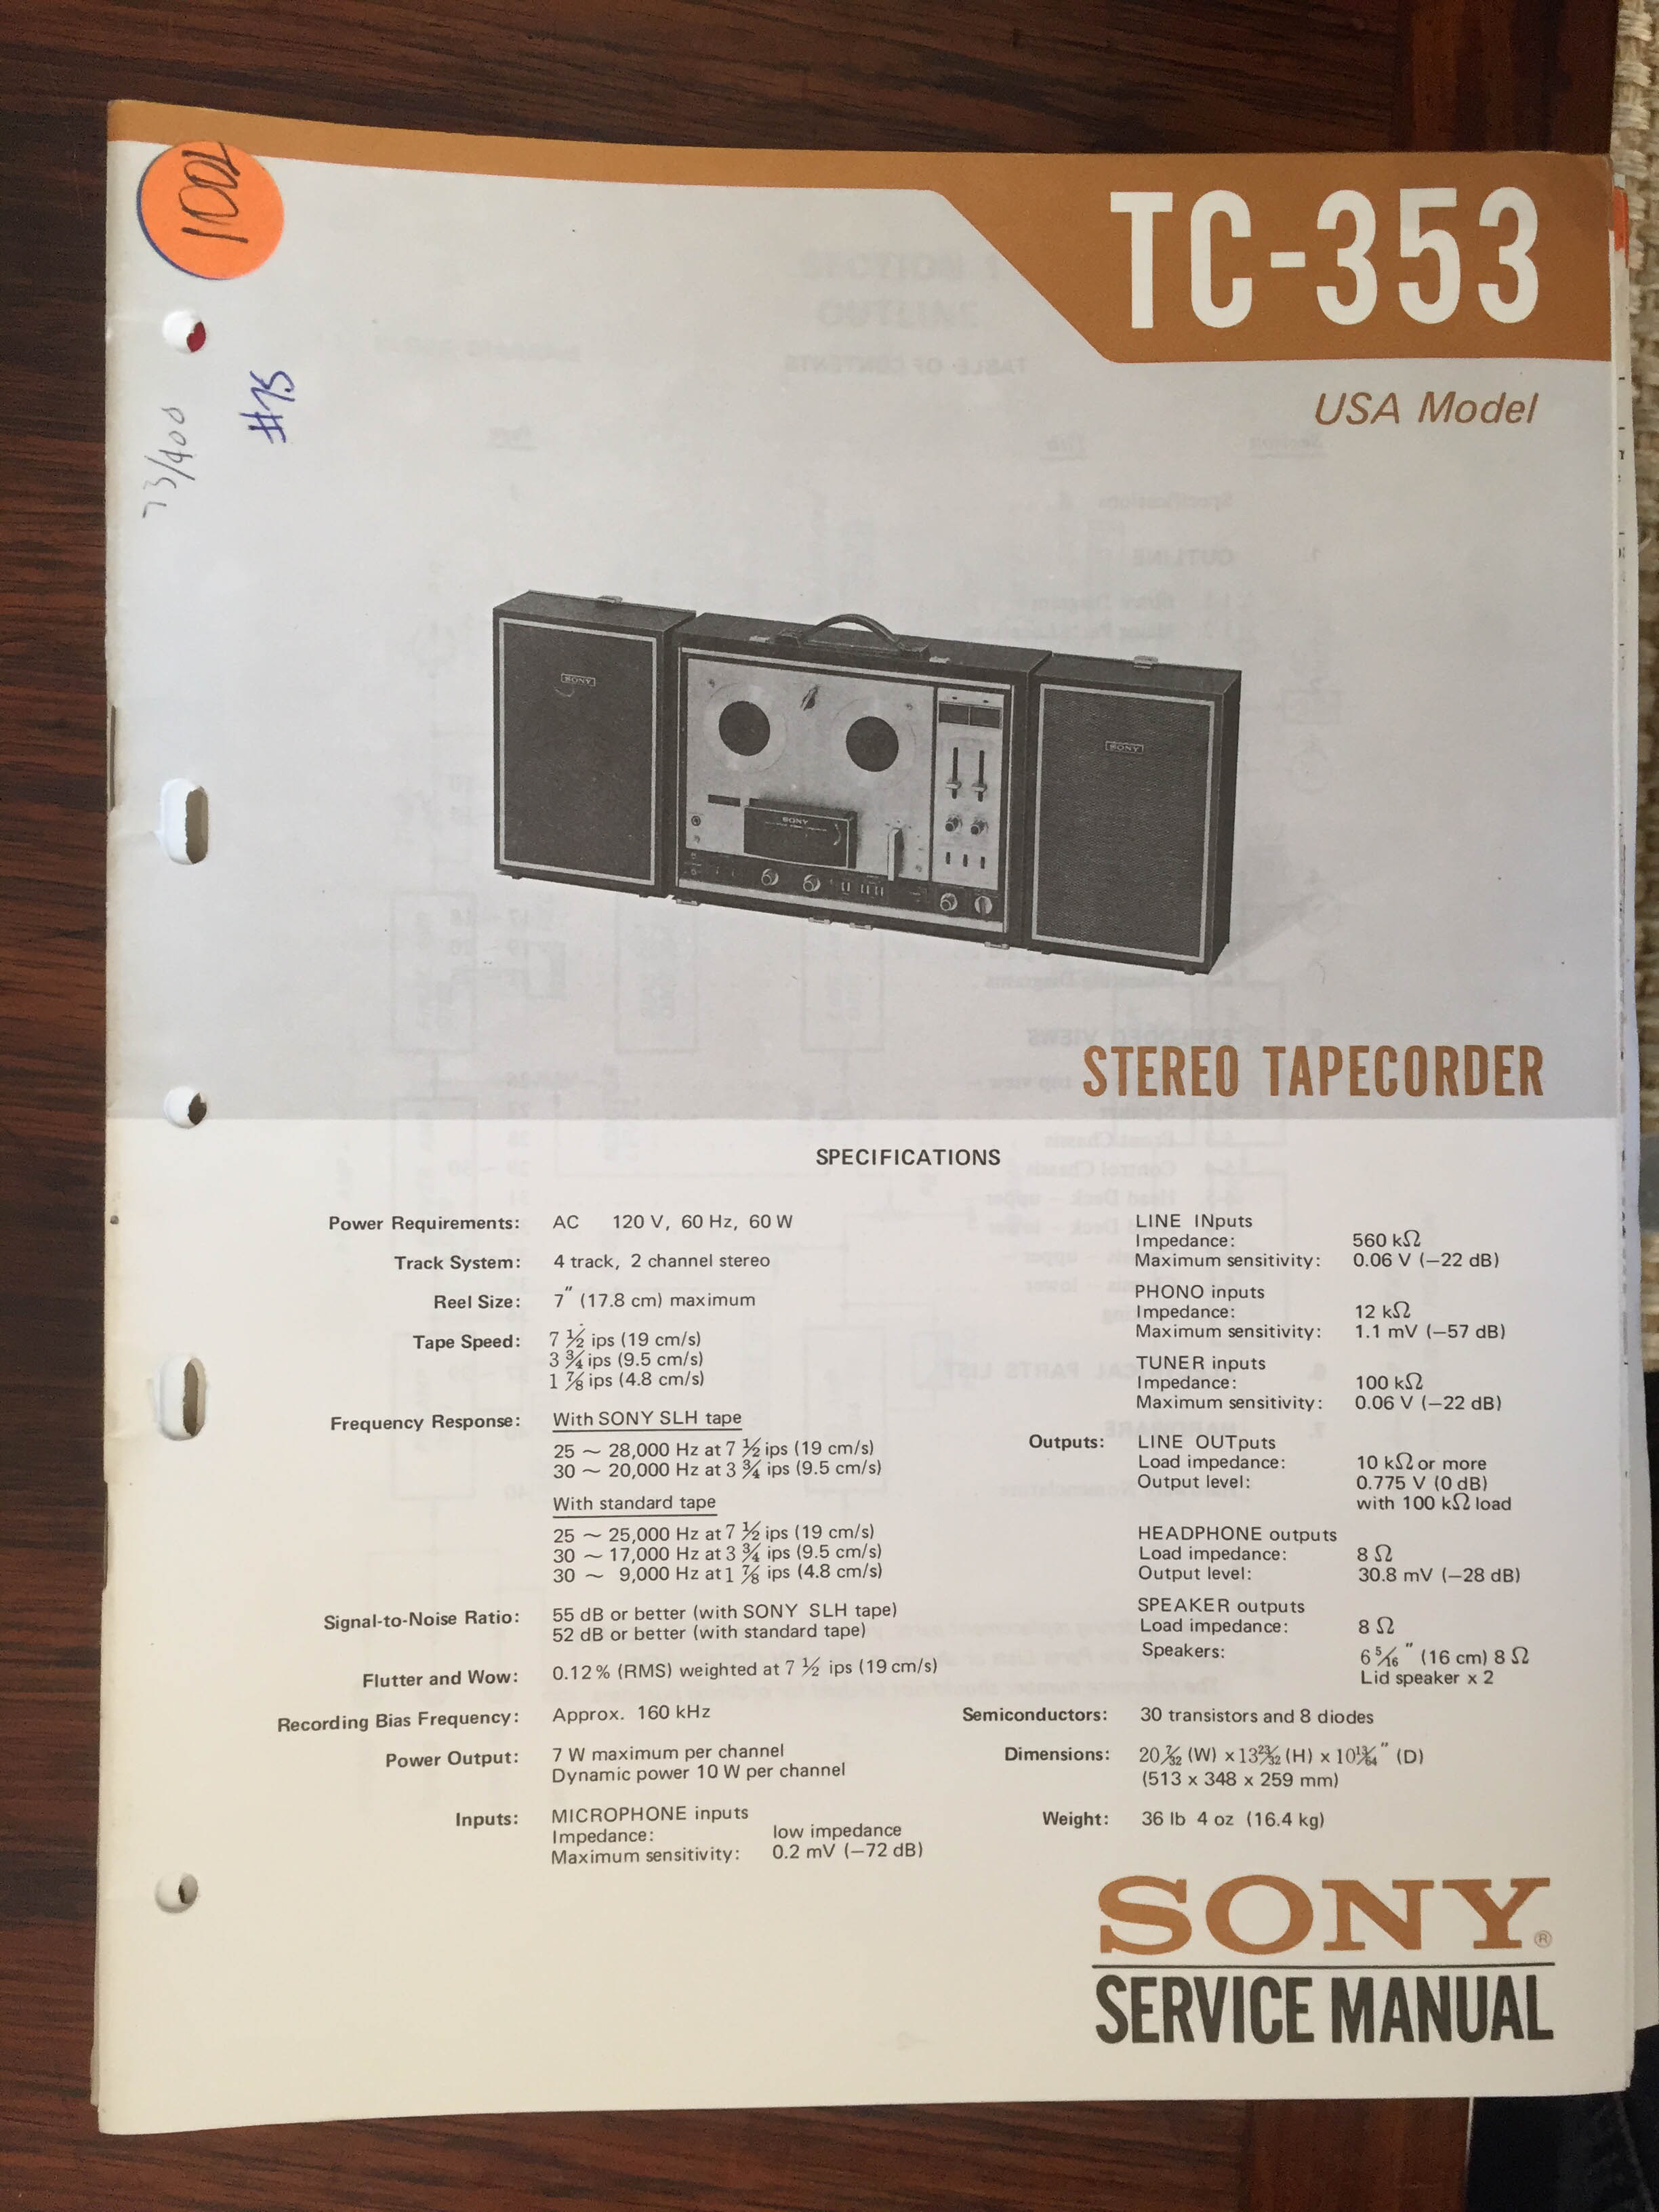 TC-353
USA Model
#75
73/400
SONY
SONY
SONY
STEREO TAPECORDER
SPECIFICATIONS
Power Requirements: AC 120 V, 60 Hz, 60 W
Track System: 4 track, 2 channel stereo
Reel Size: 7″ (17.8 cm) maximum
Tape Speed: 7 ½ ips (19 cm/s)
3 ¾ ips (9.5 cm/s)
1 ⅞ ips (4.8 cm/s)
Frequency Response: With SONY SLH tape
25 ~ 28,000 Hz at 7 ½ ips (19 cm/s)
30 ~ 20,000 Hz at 3 ¾ ips (9.5 cm/s)
With standard tape
25 ~ 25,000 Hz at 7 ½ ips (19 cm/s)
30 ~ 17,000 Hz at 3 ¾ ips (9.5 cm/s)
30 ~ 9,000 Hz at 1 ⅞ ips (4.8 cm/s)
Signal-to-Noise Ratio: 55 dB or better (with SONY SLH tape)
52 dB or better (with standard tape)
Flutter and Wow: 0.12% (RMS) weighted at 7 ½ ips (19 cm/s)
Recording Bias Frequency: Approx. 160 kHz
Power Output: 7 W maximum per channel
Dynamic power 10 W per channel
Inputs: MICROPHONE inputs
Impedance: low impedance
Maximum sensitivity: 0.2 mV (−72 dB)
LINE INputs
Impedance: 560 kΩ
Maximum sensitivity: 0.06 V (−22 dB)
PHONO inputs
Impedance: 12 kΩ
Maximum sensitivity: 1.1 mV (−57 dB)
TUNER inputs
Impedance: 100 kΩ
Maximum sensitivity: 0.06 V (−22 dB)
Outputs: LINE OUTputs
Load impedance: 10 kΩ or more
Output level: 0.775 V (0 dB)
with 100 kΩ load
HEADPHONE outputs
Load impedance: 8 Ω
Output level: 30.8 mV (−28 dB)
SPEAKER outputs
Load impedance: 8 Ω
Speakers: 6 5/16″ (16 cm) 8 Ω
Lid speaker x 2
Semiconductors: 30 transistors and 8 diodes
Dimensions: 20 7/32 (W) x 13 23/32 (H) x 10 13/64″ (D)
(513 x 348 x 259 mm)
Weight: 36 lb 4 oz (16.4 kg)
SONY®
SERVICE MANUAL